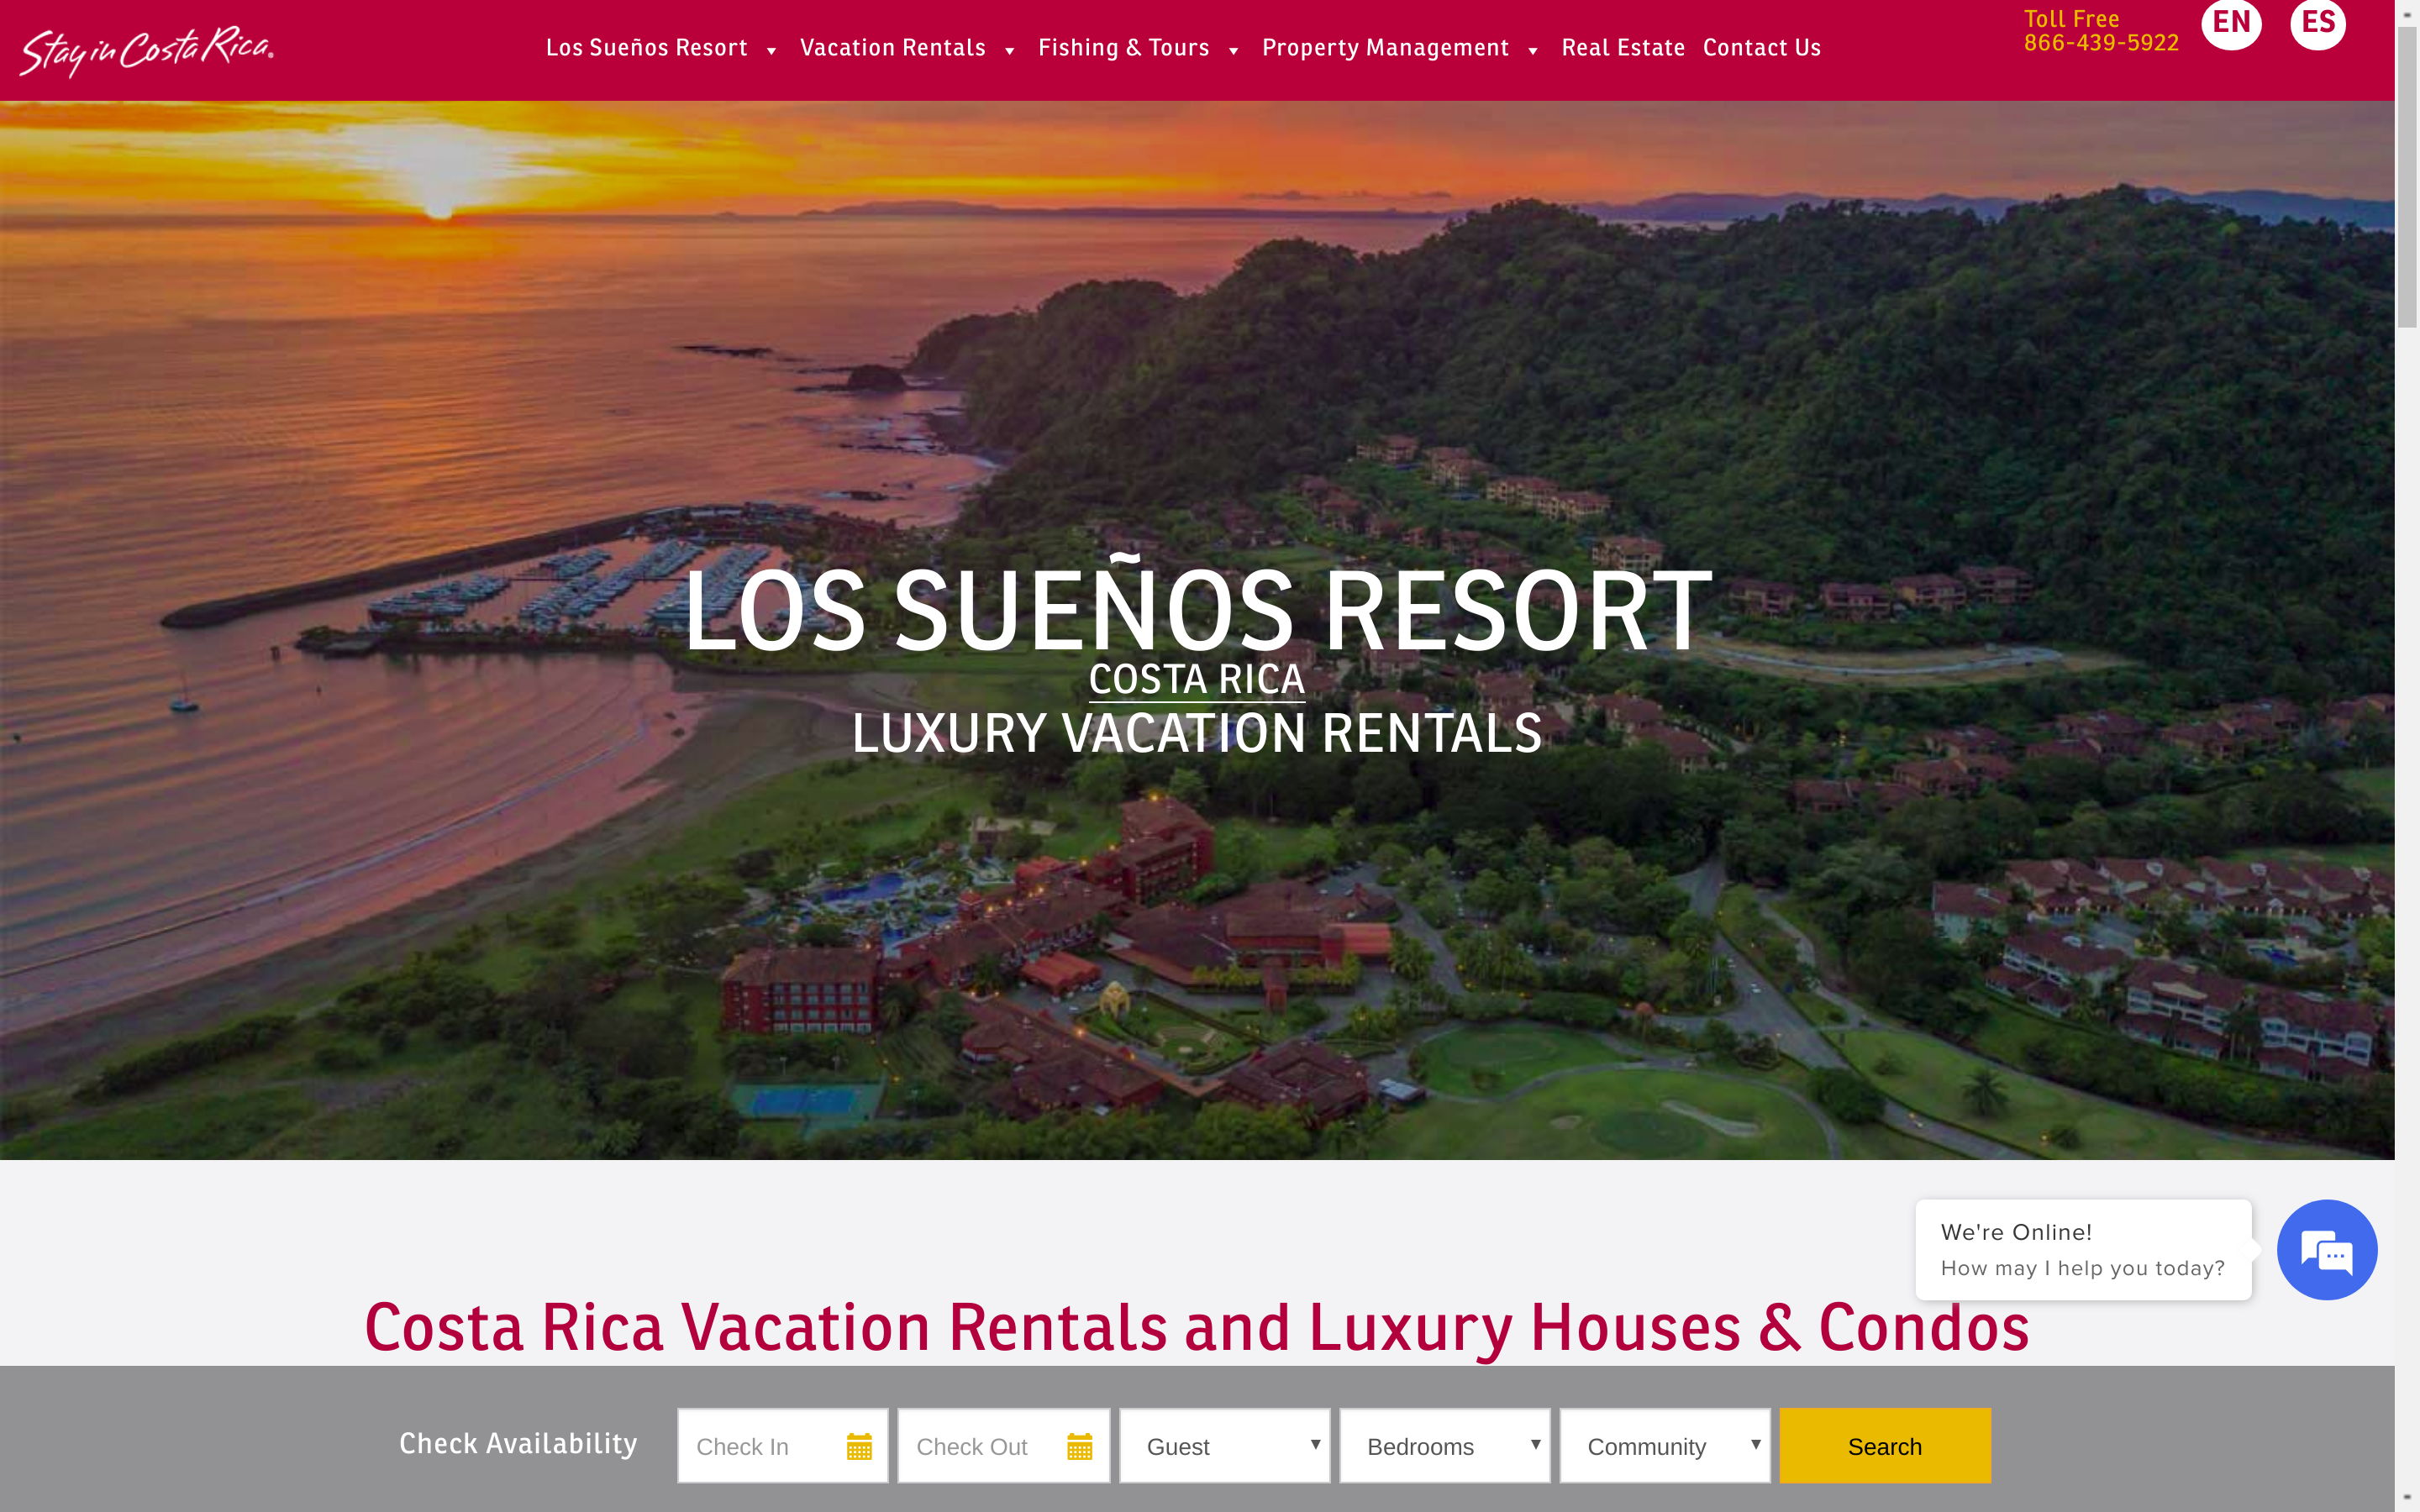 Stay in Costa Rica®
Los Sueños Resort
Vacation Rentals
Fishing & Tours
Property Management
Real Estate
Contact Us
Toll Free
866-439-5922
EN
ES
LOS SUEÑOS RESORT
COSTA RICA
LUXURY VACATION RENTALS
We're Online!
How may I help you today?
Costa Rica Vacation Rentals and Luxury Houses & Condos
Check Availability
Check In
Check Out
Guest
Bedrooms
Community
Search